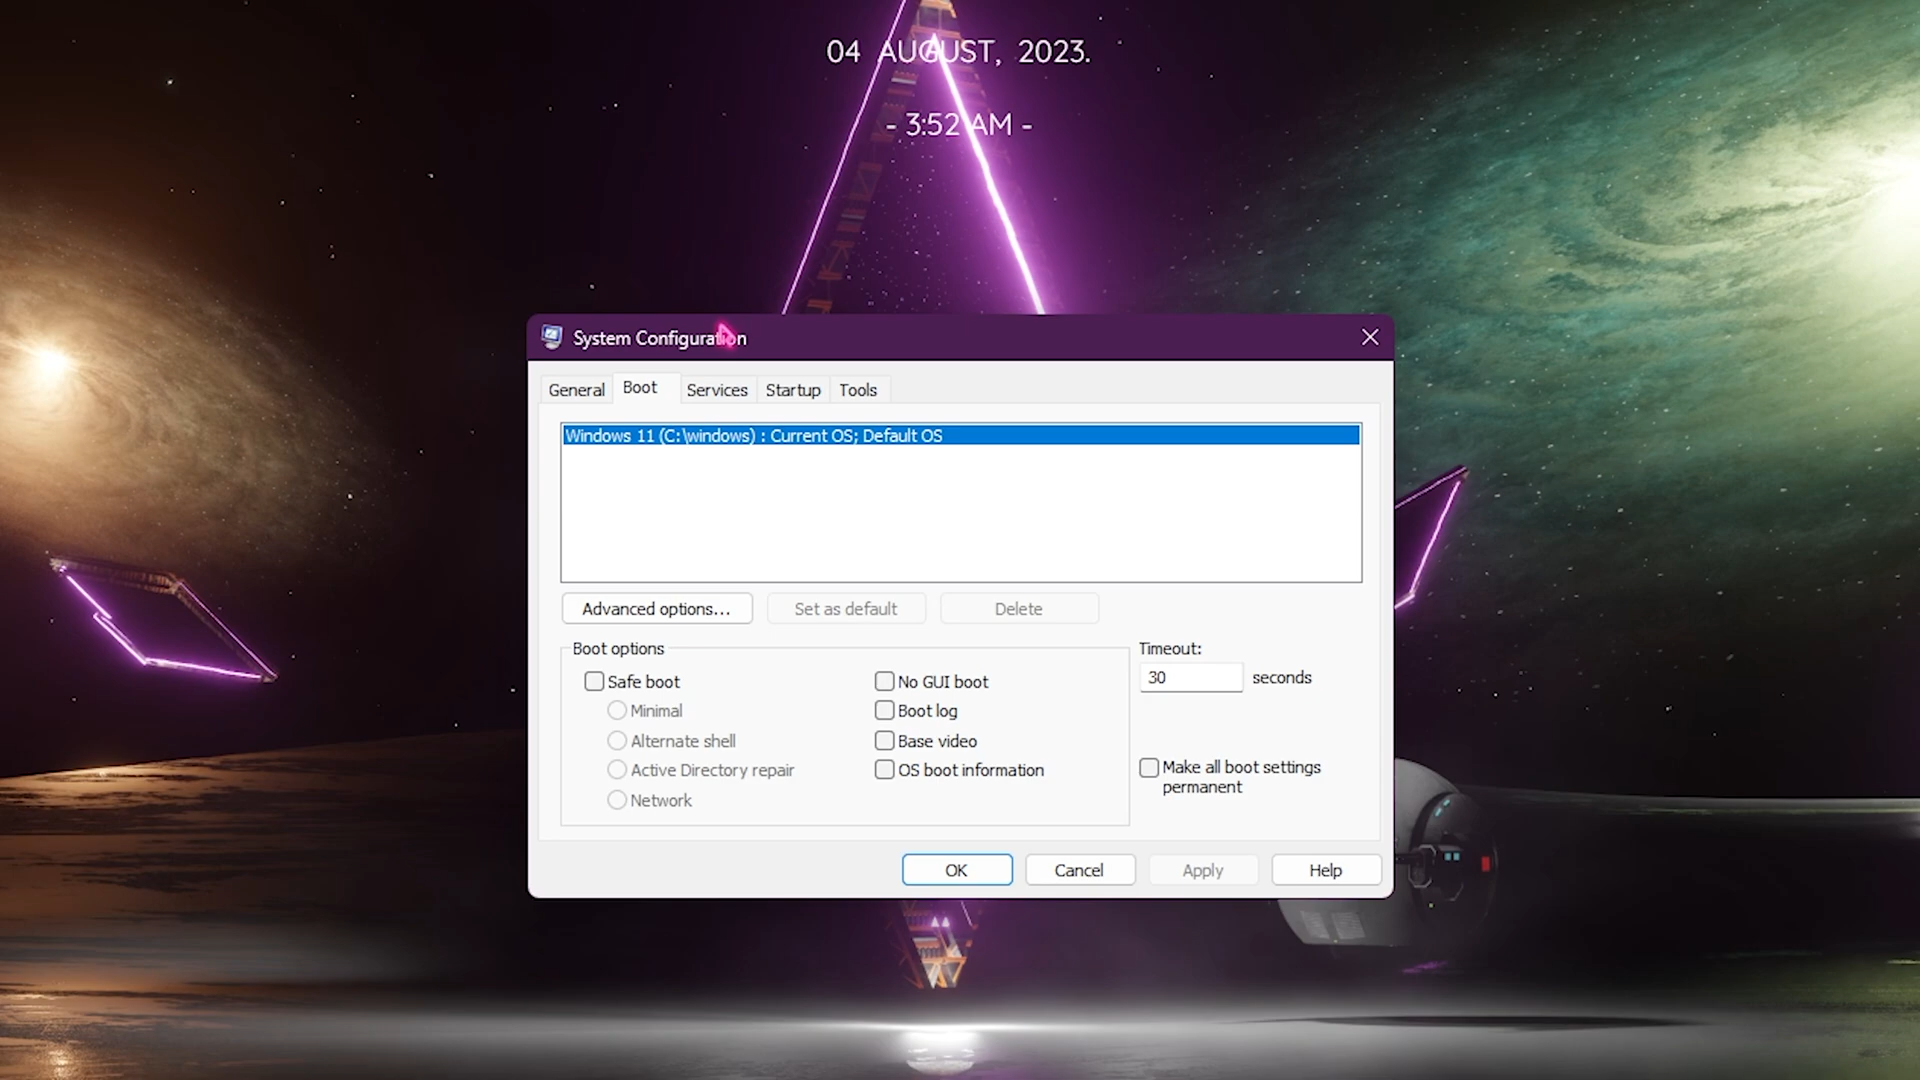 04 AUGUST, 2023.
- 3:52 AM -
System Configuration
General Boot Services Startup Tools
Windows 11 (C:\windows) : Current OS; Default OS
Advanced options... Set as default Delete
Boot options
Timeout:
30 seconds
Safe boot
Minimal
Alternate shell
Active Directory repair
Network
No GUI boot
Boot log
Base video
OS boot information
Make all boot settings
permanent
OK Cancel Apply Help